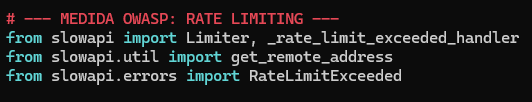 # --- MEDIDA OWASP: RATE LIMITING ---
from slowapi import Limiter, _rate_limit_exceeded_handler
from slowapi.util import get_remote_address
from slowapi.errors import RateLimitExceeded